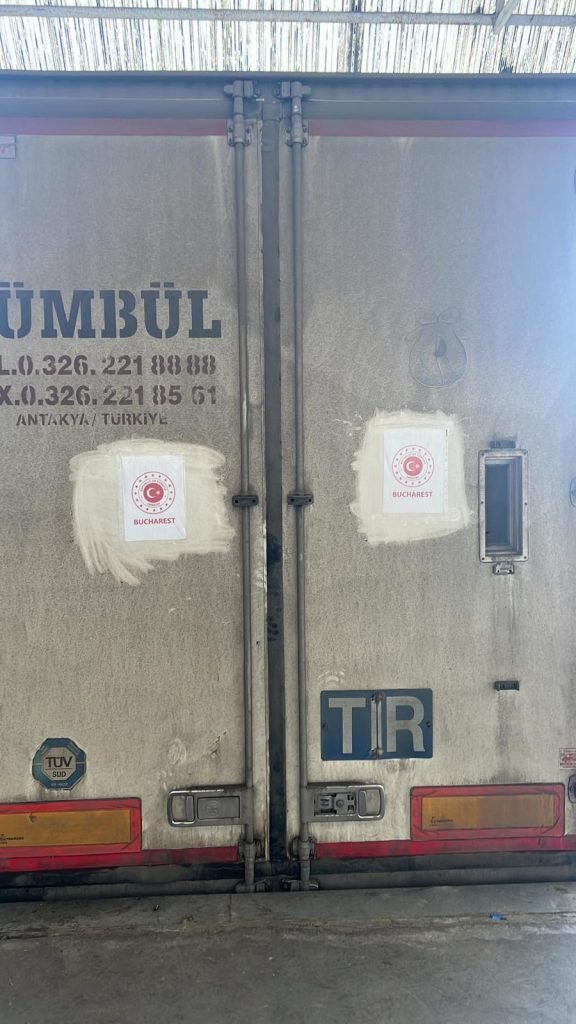 ÜMBÜL
L.0.326.221 88 88
X.0.326.221 85 61
ANTAKYA / TÜRKİYE
BUCHAREST
BUCHAREST
TIR
TÜV
SÜD